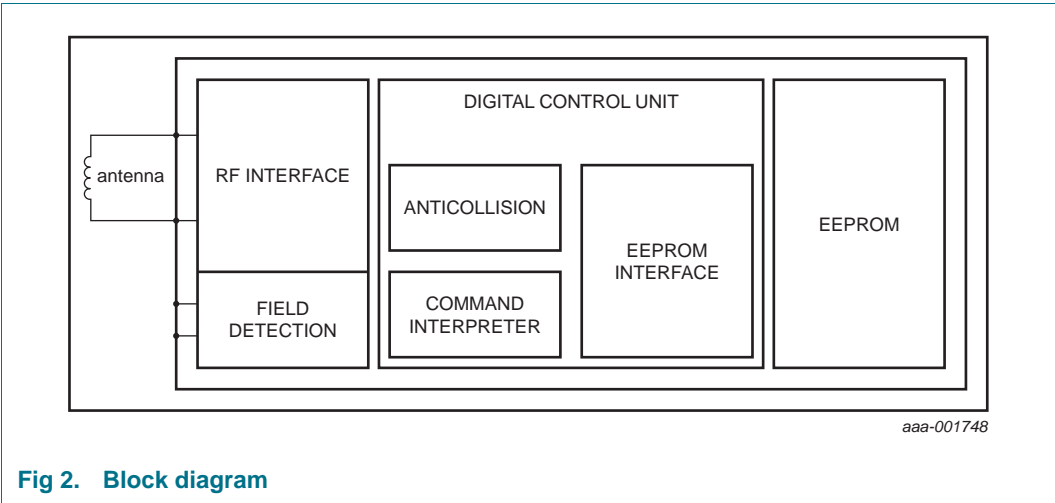 DIGITAL CONTROL UNIT
antenna
RF INTERFACE
ANTICOLLISION
EEPROM
INTERFACE
EEPROM
FIELD
DETECTION
COMMAND
INTERPRETER
aaa-001748
Fig 2. Block diagram